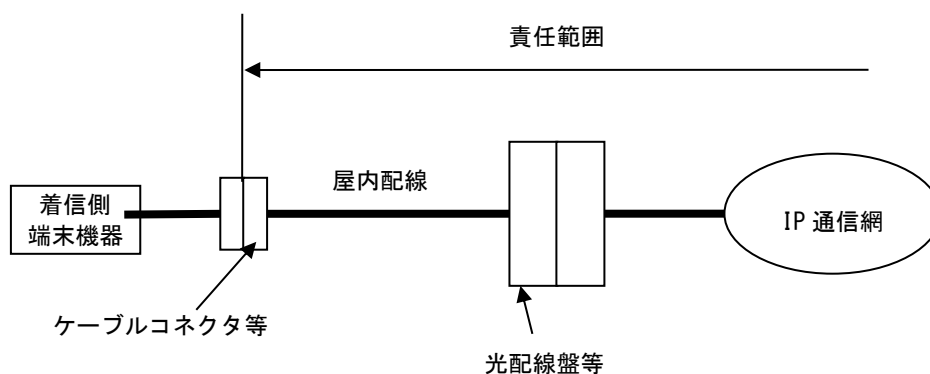 責任範囲
屋内配線
着信側
端末機器
IP 通信網
ケーブルコネクタ等
光配線盤等